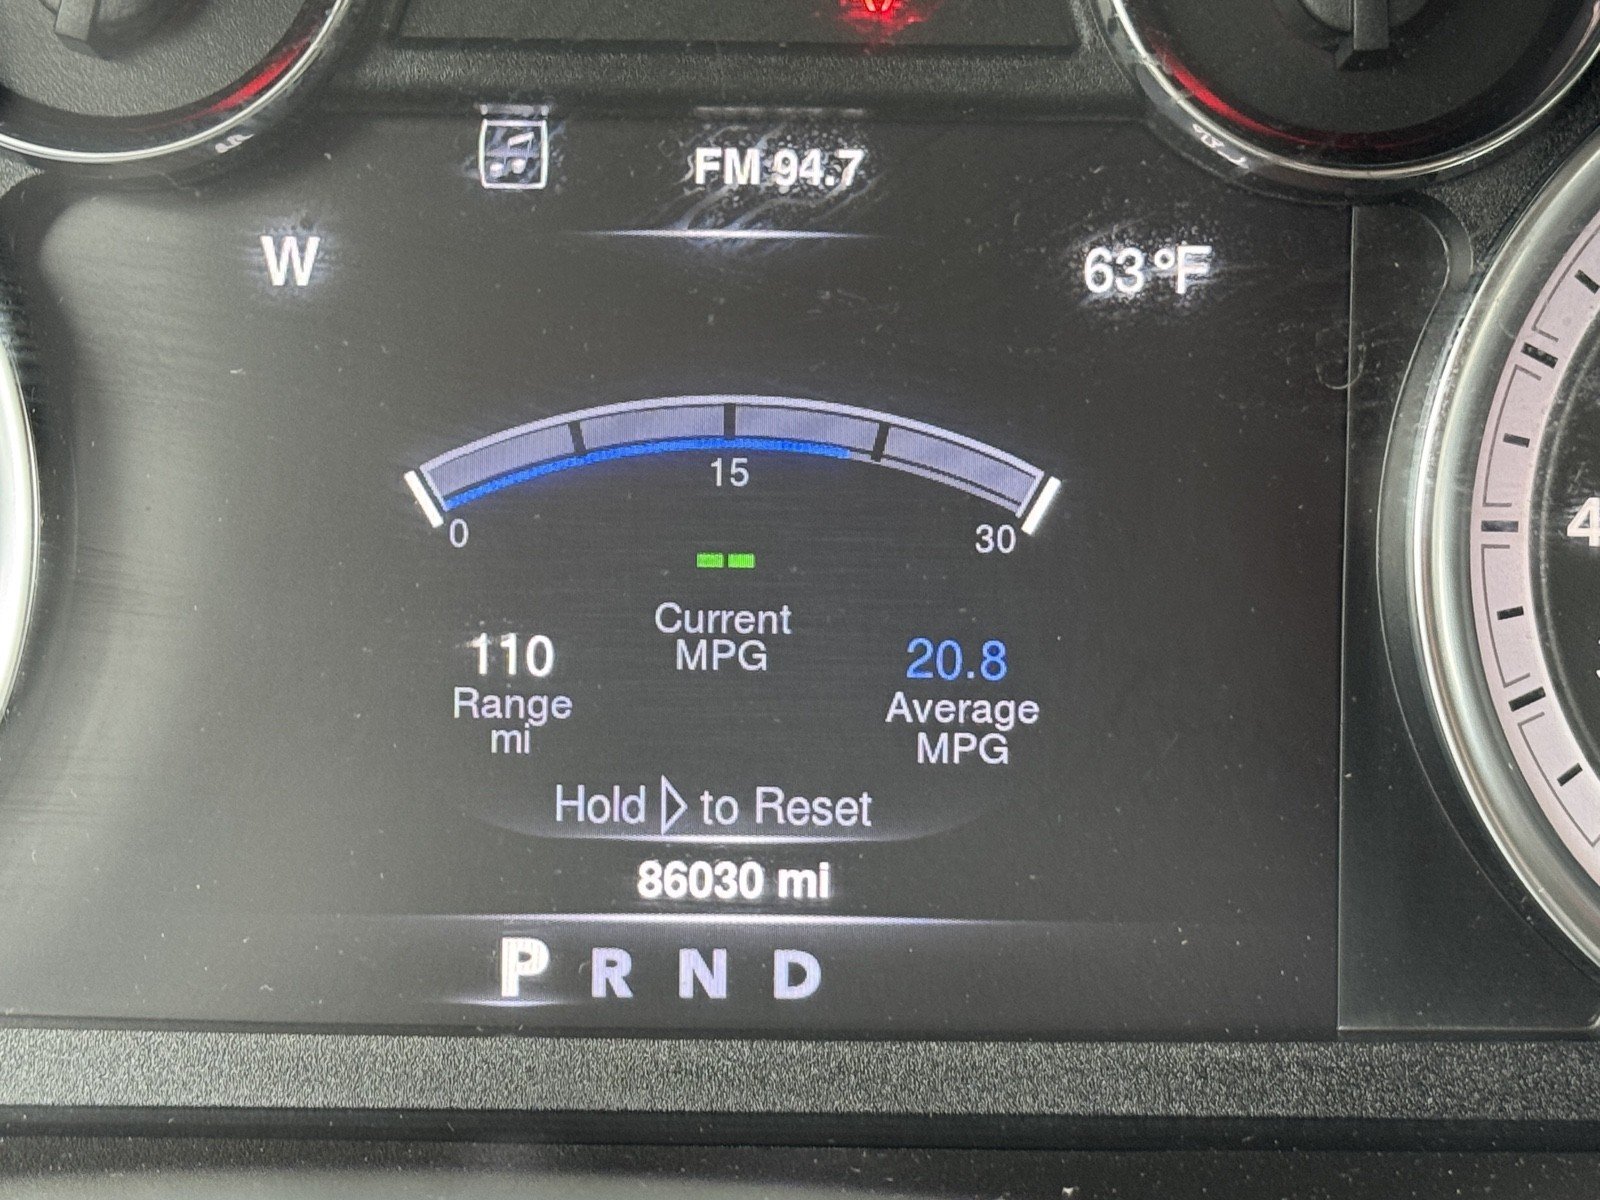 FM 94.7
W
63°F
15
0
30
Current
MPG
110
Range
mi
20.8
Average
MPG
Hold ▷ to Reset
86030 mi
P R N D
4